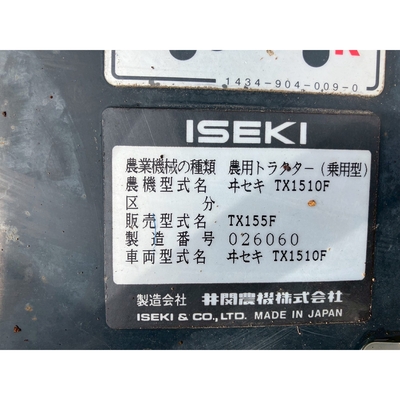 R
1434-904-009-0
ISEKI
農業機械の種類 農用トラクター(乗用型)
農機型式名 ヰセキ TX1510F
区分
販売型式名 TX155F
製造番号 026060
車両型式名 ヰセキ TX1510F
製造会社 井関農機株式会社
ISEKI & CO., LTD. MADE IN JAPAN